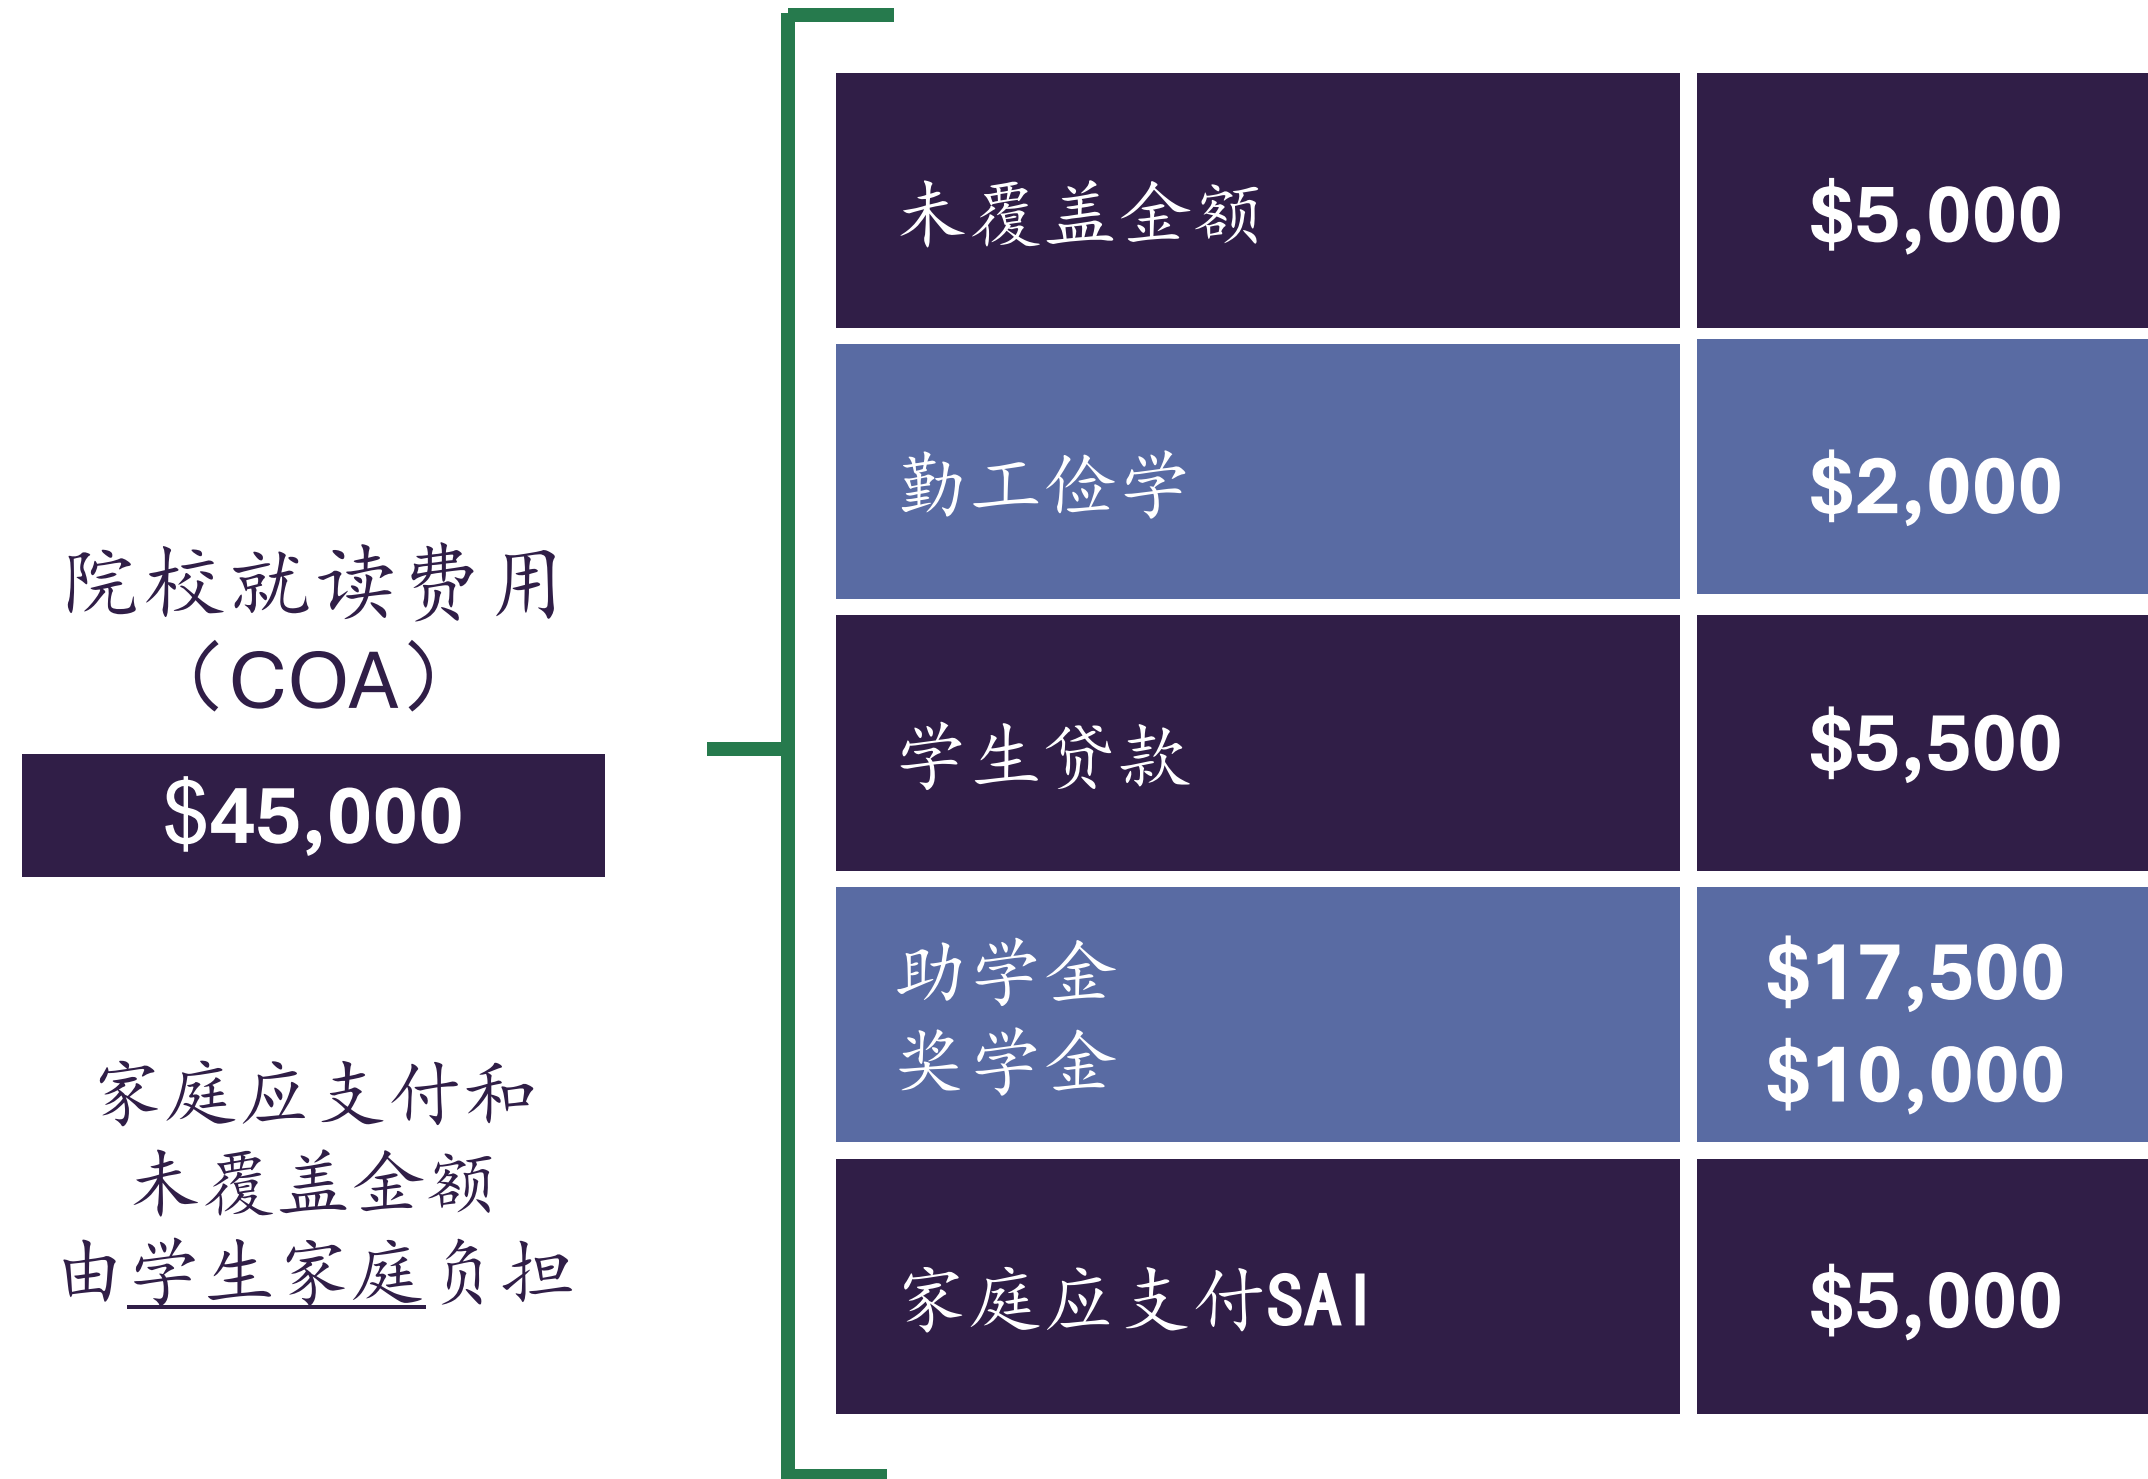 院校就读费用
（COA）
$45,000
家庭应支付和
未覆盖金额
由学生家庭负担
未覆盖金额 $5,000
勤工俭学 $2,000
学生贷款 $5,500
助学金 $17,500
奖学金 $10,000
家庭应支付SAI $5,000